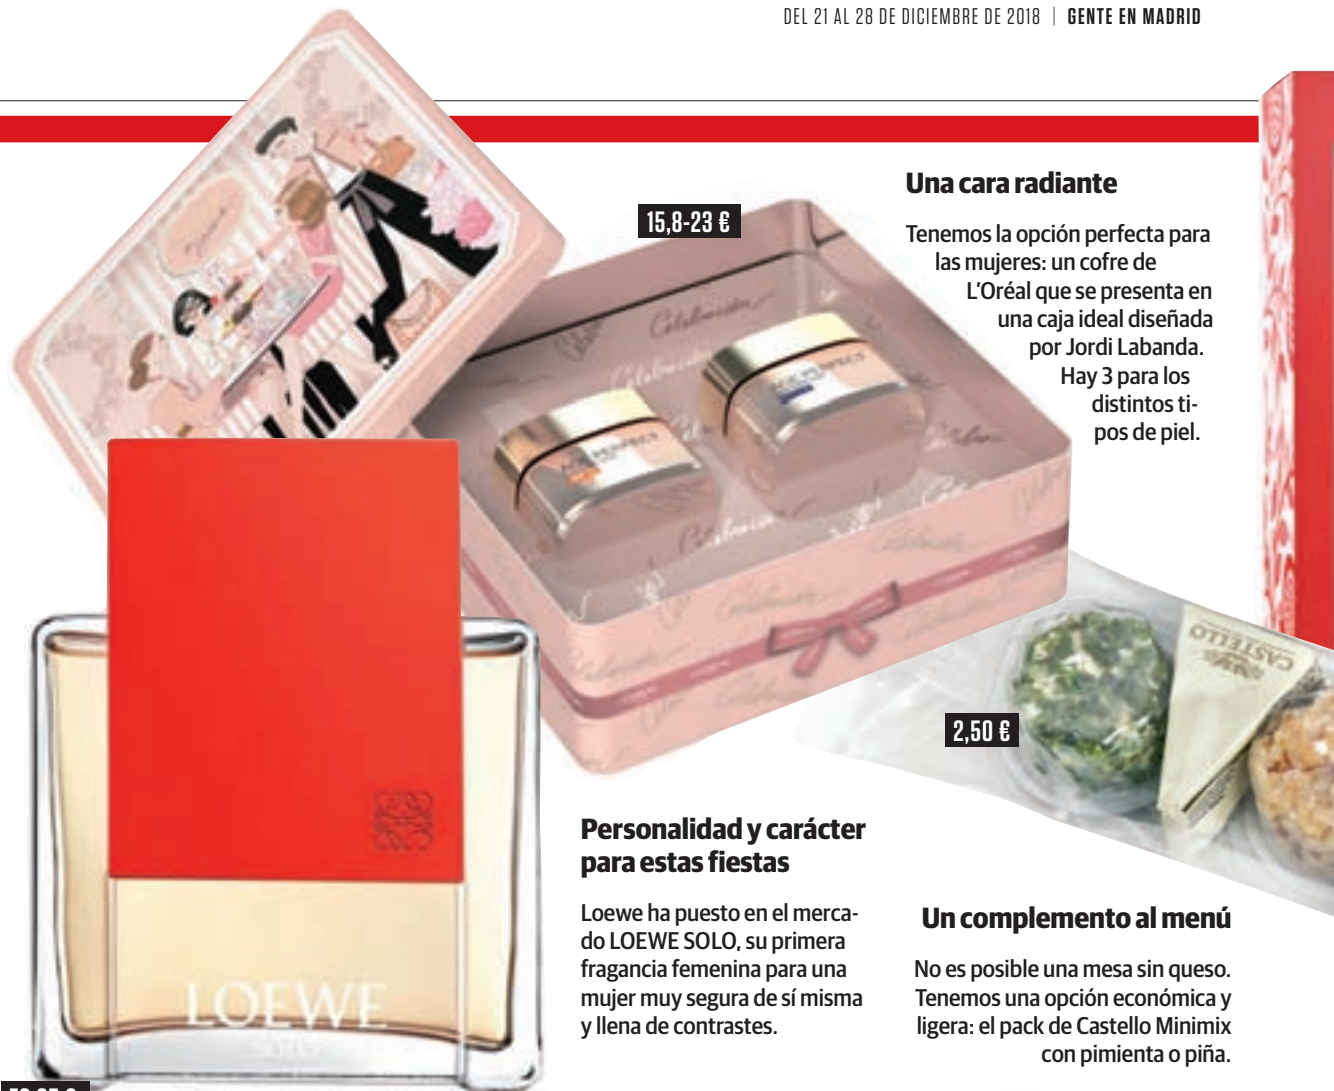 DEL 21 AL 28 DE DICIEMBRE DE 2018 | GENTE EN MADRID
15,8-23 €
Una cara radiante
Tenemos la opción perfecta para
las mujeres: un cofre de
L'Oréal que se presenta en
una caja ideal diseñada
por Jordi Labanda.
Hay 3 para los
distintos ti-
pos de piel.
AGE PERFECT
AGE PERFECT
CASTELLO
2,50 €
Personalidad y carácter
para estas fiestas
Loewe ha puesto en el merca-
do LOEWE SOLO, su primera
fragancia femenina para una
mujer muy segura de sí misma
y llena de contrastes.
Un complemento al menú
No es posible una mesa sin queso.
Tenemos una opción económica y
ligera: el pack de Castello Minimix
con pimienta o piña.
LOEWE